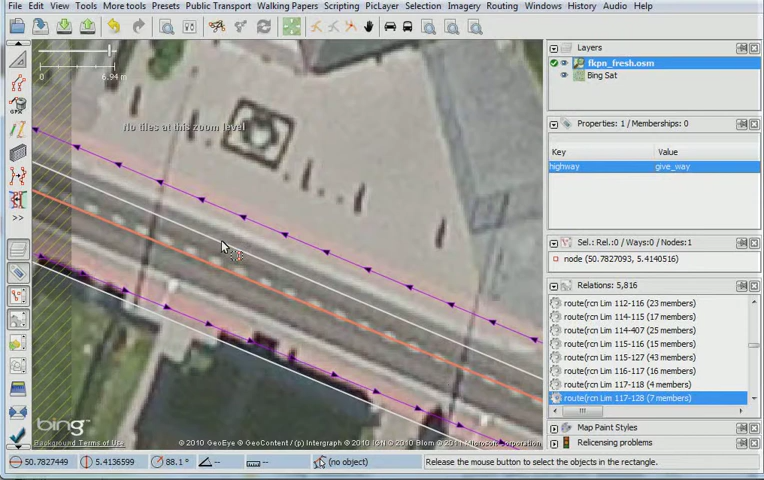 File Edit View Tools More tools Presets Public Transport Walking Papers Scripting PicLayer Selection Imagery Routing Windows History Audio Help
0 6.94 m
No tiles at this zoom level
GPX
>>
Layers
fkpn_fresh.osm
Bing Sat
Properties: 1 / Memberships: 0
Key Value
highway give_way
Sel.: Rel.:0 / Ways:0 / Nodes:1
node (50.7827093, 5.4140516)
Relations: 5,816
route(rcn Lim 112-116 (23 members)
route(rcn Lim 114-115 (17 members)
route(rcn Lim 114-407 (25 members)
route(rcn Lim 115-116 (15 members)
route(rcn Lim 115-127 (43 members)
route(rcn Lim 116-117 (16 members)
route(rcn Lim 117-118 (4 members)
route(rcn Lim 117-128 (7 members)
Map Paint Styles
Relicensing problems
bing
Background Terms of Use
© 2010 GeoEye © GeoContent / (p) Intergraph © 2010 IGN © 2010 Blom © 2011 Microsoft Corporation
50.7827449 5.4136599 88.1 ° -- -- (no object) Release the mouse button to select the objects in the rectangle.